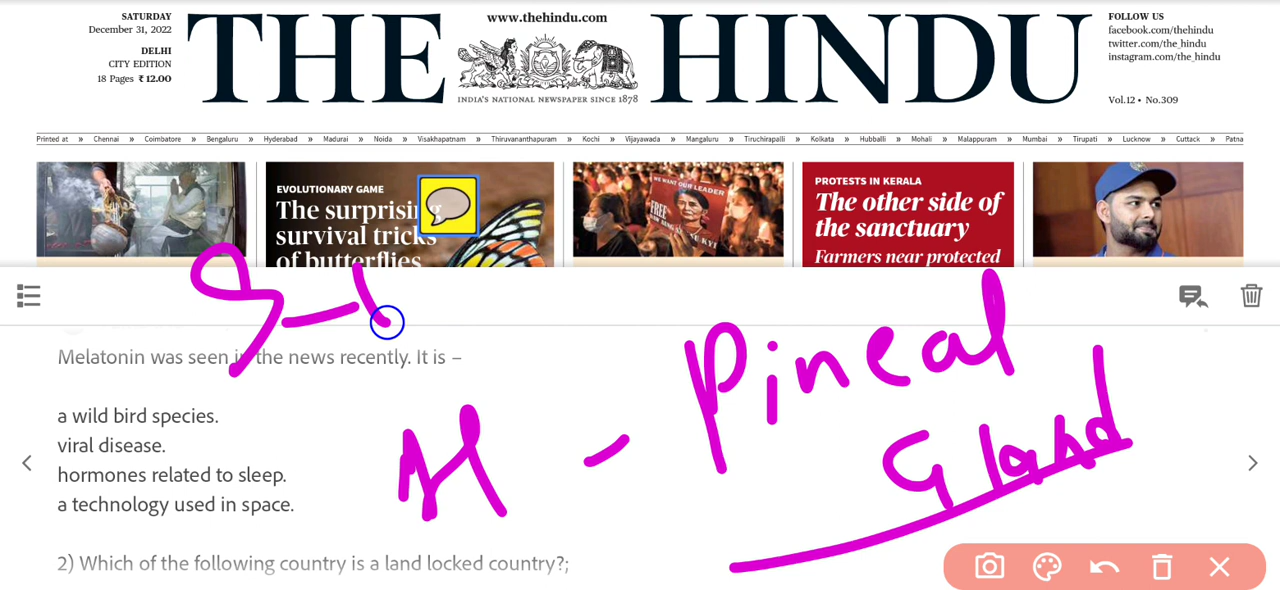 SATURDAY
December 31, 2022
DELHI
CITY EDITION
18 Pages ₹12.00
THE HINDU
www.thehindu.com
INDIA'S NATIONAL NEWSPAPER SINCE 1878
FOLLOW US
facebook.com/thehindu
twitter.com/the_hindu
instagram.com/the_hindu
Vol.12 • No.309
Printed at » Chennai » Coimbatore » Bengaluru » Hyderabad » Madurai » Noida » Visakhapatnam » Thiruvananthapuram » Kochi » Vijayawada » Mangaluru » Tiruchirapalli » Kolkata » Hubballi » Mohali » Malappuram » Mumbai » Tirupati » Lucknow » Cuttack » Patna
EVOLUTIONARY GAME
The surprising
survival tricks
of butterflies
WE WANT OUR LEADER
FREE
PROTESTS IN KERALA
The other side of
the sanctuary
Farmers near protected
Melatonin was seen in the news recently. It is –
a wild bird species.
viral disease.
hormones related to sleep.
a technology used in space.
H - Pineal
Gland
2) Which of the following country is a land locked country?;